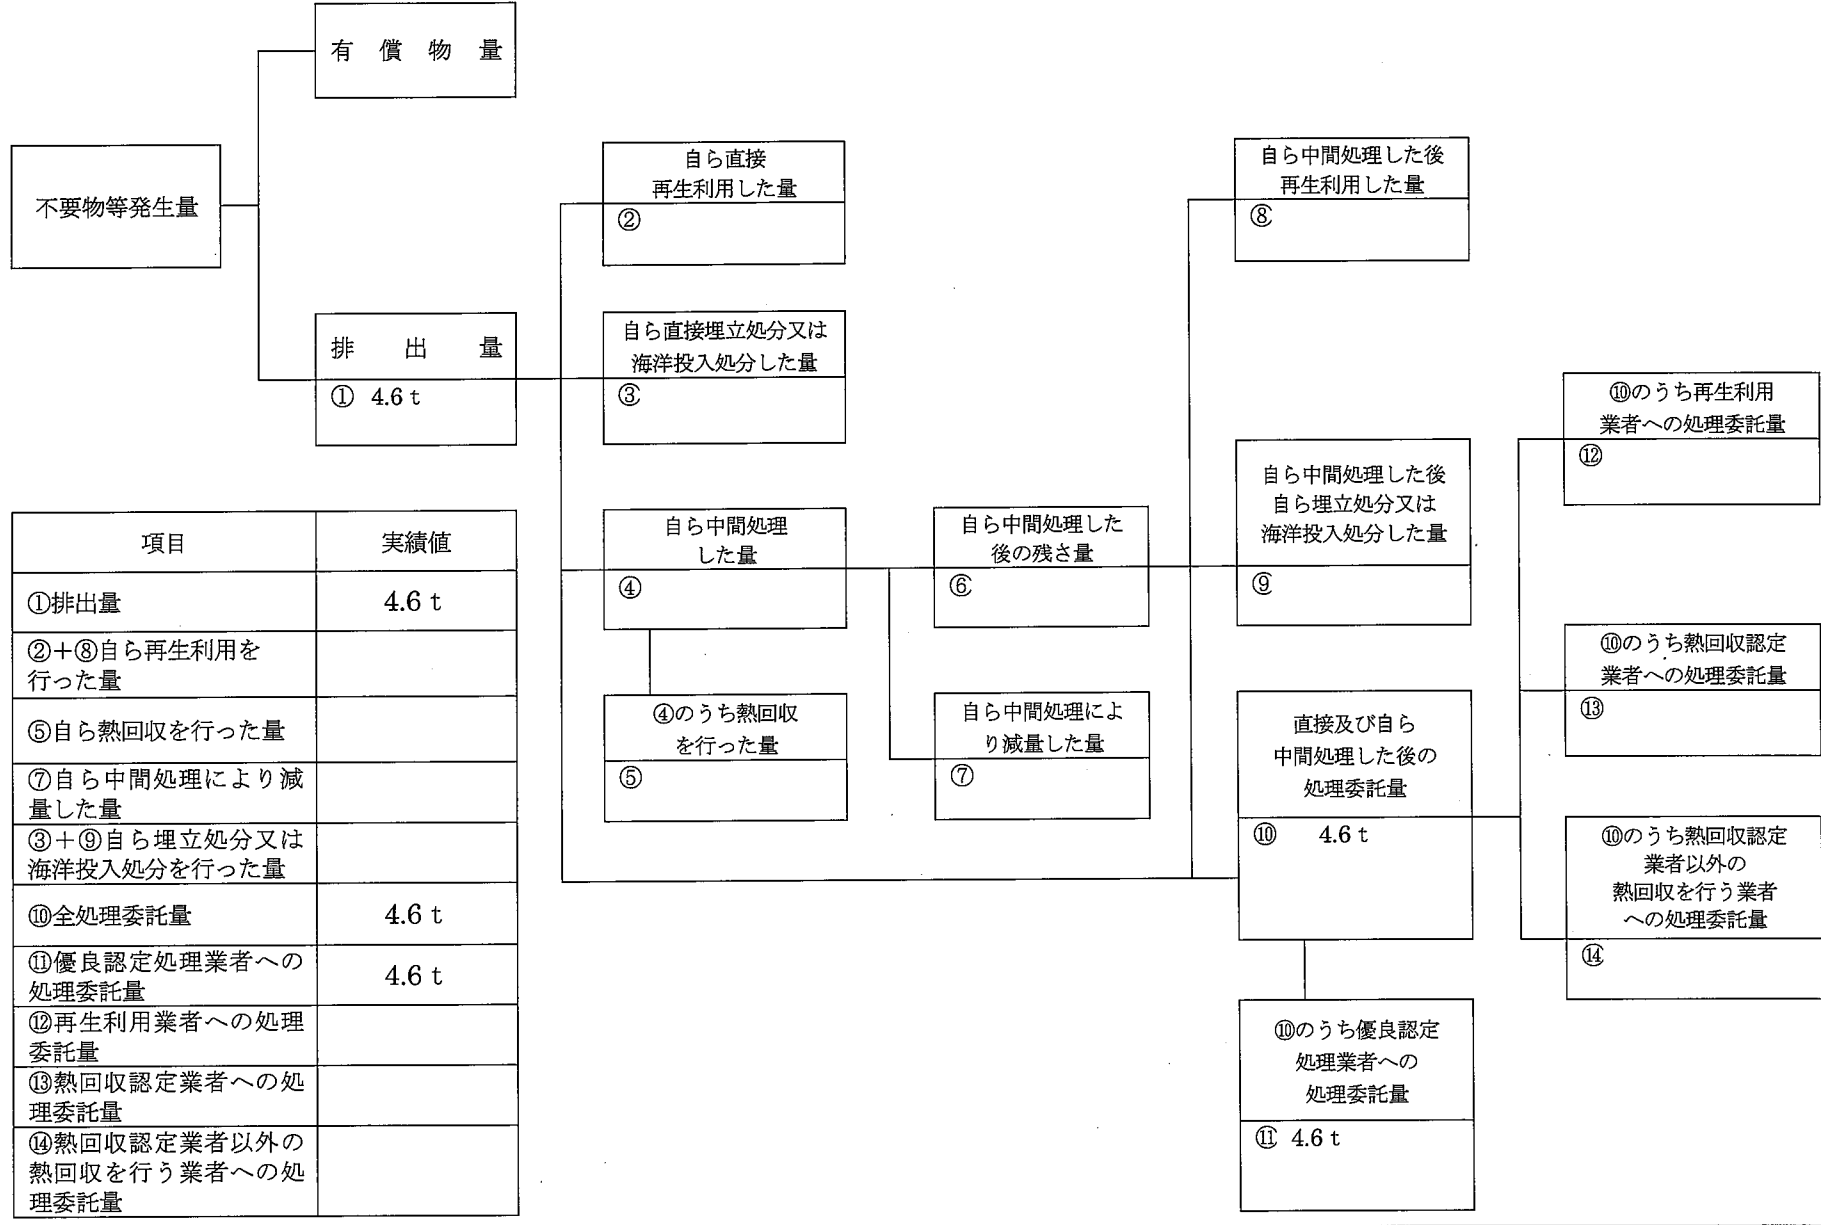 有償物量
不要物等発生量
排出量
① 4.6 t
自ら直接
再生利用した量
②
自ら直接埋立処分又は
海洋投入処分した量
③
自ら中間処理
した量
④
④のうち熱回収
を行った量
⑤
自ら中間処理した
後の残さ量
⑥
自ら中間処理によ
り減量した量
⑦
自ら中間処理した後
再生利用した量
⑧
自ら中間処理した後
自ら埋立処分又は
海洋投入処分した量
⑨
直接及び自ら
中間処理した後の
処理委託量
⑩ 4.6 t
⑩のうち優良認定
処理業者への
処理委託量
⑪ 4.6 t
⑩のうち再生利用
業者への処理委託量
⑫
⑩のうち熱回収認定
業者への処理委託量
⑬
⑩のうち熱回収認定
業者以外の
熱回収を行う業者
への処理委託量
⑭
項目 実績値
①排出量 4.6 t
②＋⑧自ら再生利用を
行った量
⑤自ら熱回収を行った量
⑦自ら中間処理により減
量した量
③＋⑨自ら埋立処分又は
海洋投入処分を行った量
⑩全処理委託量 4.6 t
⑪優良認定処理業者への
処理委託量 4.6 t
⑫再生利用業者への処理
委託量
⑬熱回収認定業者への処
理委託量
⑭熱回収認定業者以外の
熱回収を行う業者への処
理委託量